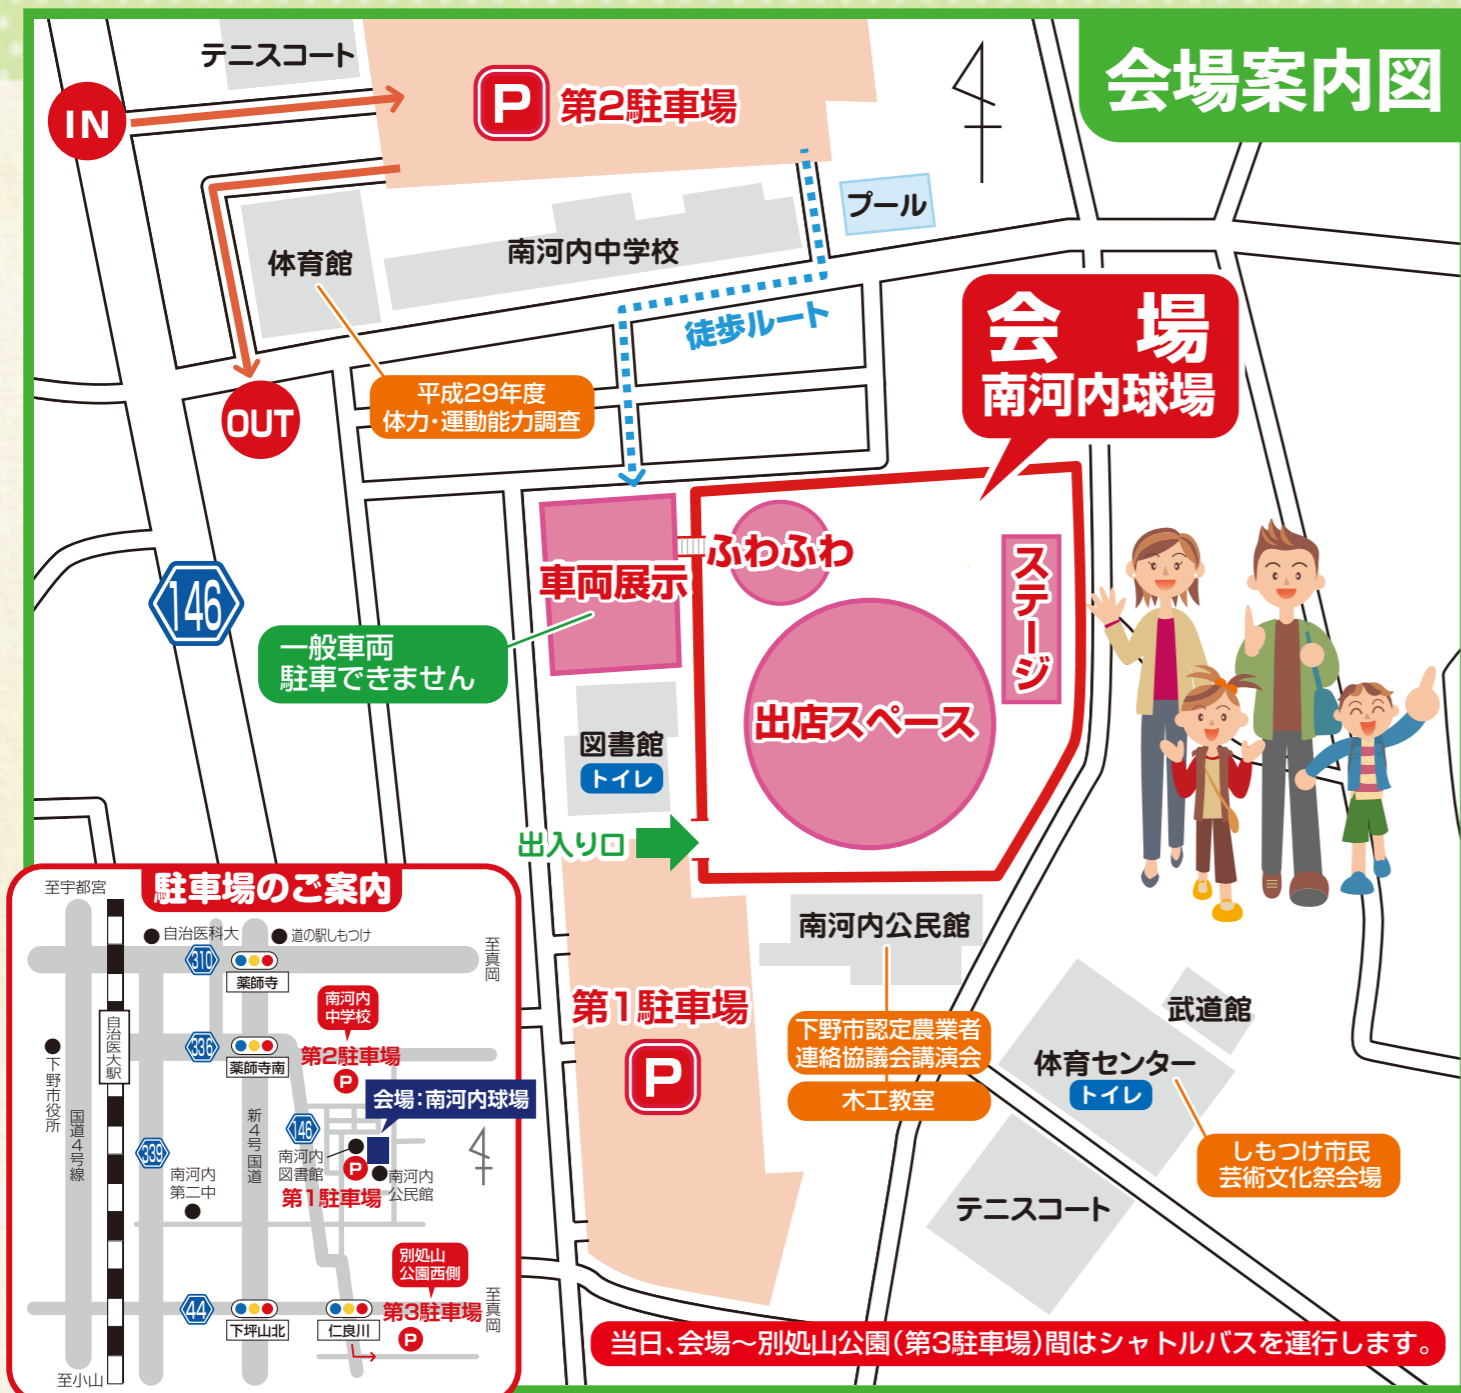 会場案内図
テニスコート
IN
P 第2駐車場
プール
体育館
南河内中学校
徒歩ルート
会 場
南河内球場
平成29年度
体力・運動能力調査
OUT
146
車両展示
ふわふわ
ステージ
一般車両
駐車できません
出店スペース
図書館
トイレ
出入り口
南河内公民館
第1駐車場
P
下野市認定農業者
連絡協議会講演会
木工教室
武道館
体育センター
トイレ
しもつけ市民
芸術文化祭会場
テニスコート
当日、会場～別処山公園(第3駐車場)間はシャトルバスを運行します。
駐車場のご案内
至宇都宮
自治医科大
道の駅しもつけ
至真岡
310
薬師寺
南河内
中学校
自治医大駅
336
薬師寺南
第2駐車場
P
下野市役所
国道4号線
会場:南河内球場
新4号国道
146
339
南河内
図書館
P
南河内
公民館
南河内
第二中
第1駐車場
別処山
公園西側
至真岡
44
下坪山北
仁良川
第3駐車場
P
至小山